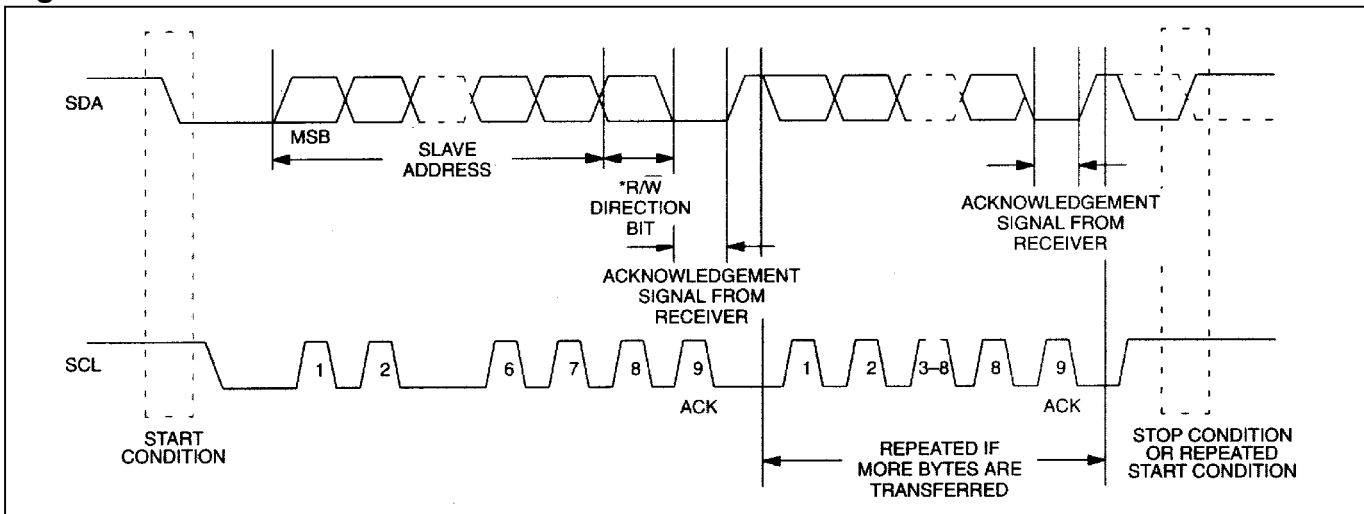 SDA
MSB
SLAVE
ADDRESS
*R/W̅
DIRECTION
BIT
ACKNOWLEDGEMENT
SIGNAL FROM
RECEIVER
ACKNOWLEDGEMENT
SIGNAL FROM
RECEIVER
SCL
1
2
6
7
8
9
1
2
3–8
8
9
ACK
ACK
START
CONDITION
REPEATED IF
MORE BYTES ARE
TRANSFERRED
STOP CONDITION
OR REPEATED
START CONDITION